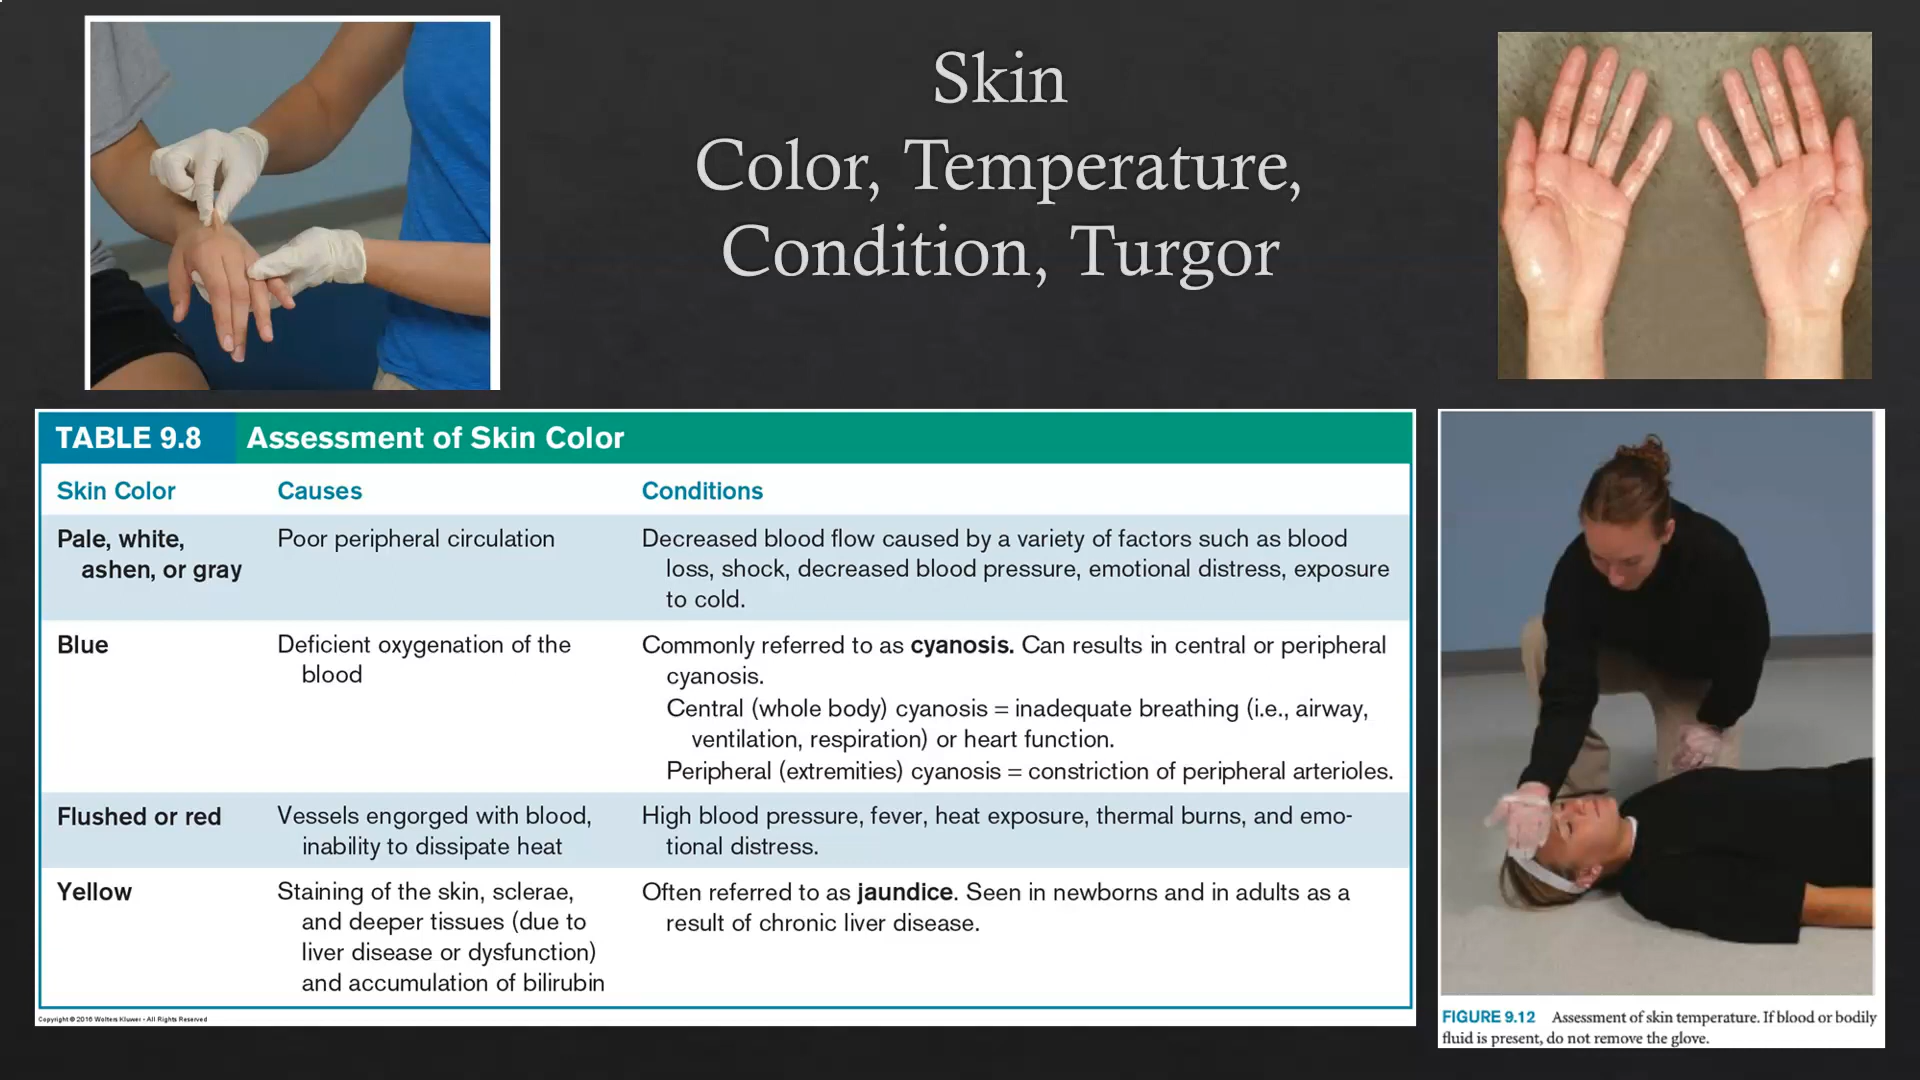 Skin
Color, Temperature,
Condition, Turgor
TABLE 9.8 Assessment of Skin Color
Skin Color Causes Conditions
Pale, white,
ashen, or gray
Poor peripheral circulation
Decreased blood flow caused by a variety of factors such as blood
loss, shock, decreased blood pressure, emotional distress, exposure
to cold.
Blue
Deficient oxygenation of the
blood
Commonly referred to as cyanosis. Can results in central or peripheral
cyanosis.
Central (whole body) cyanosis = inadequate breathing (i.e., airway,
ventilation, respiration) or heart function.
Peripheral (extremities) cyanosis = constriction of peripheral arterioles.
Flushed or red
Vessels engorged with blood,
inability to dissipate heat
High blood pressure, fever, heat exposure, thermal burns, and emo-
tional distress.
Yellow
Staining of the skin, sclerae,
and deeper tissues (due to
liver disease or dysfunction)
and accumulation of bilirubin
Often referred to as jaundice. Seen in newborns and in adults as a
result of chronic liver disease.
Copyright © 2016 Wolters Kluwer • All Rights Reserved
FIGURE 9.12 Assessment of skin temperature. If blood or bodily
fluid is present, do not remove the glove.